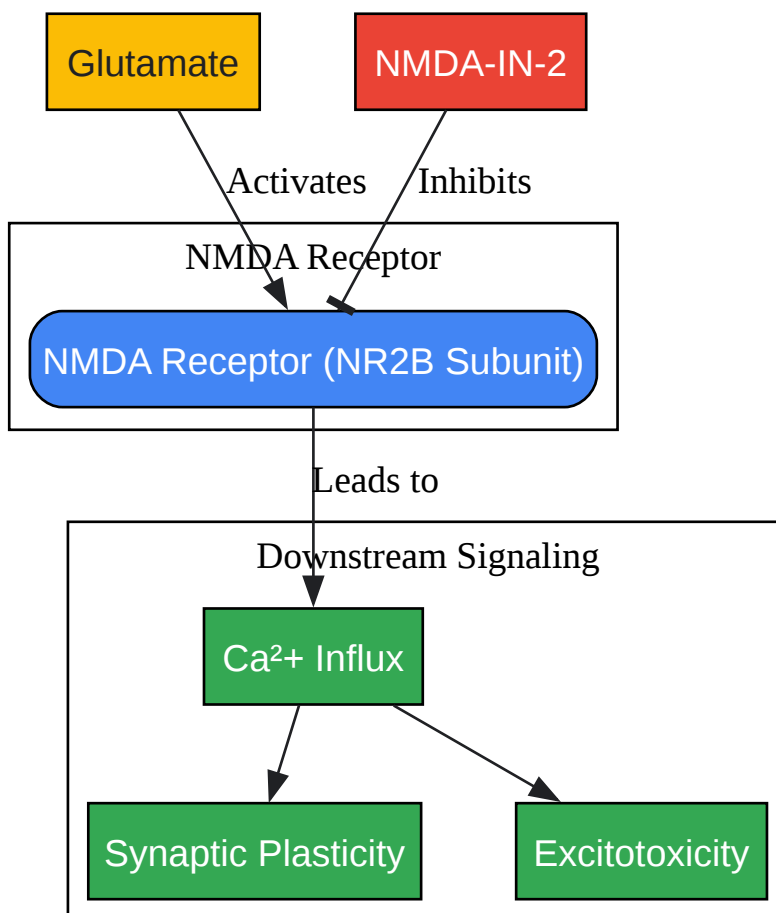 Glutamate
NMDA-IN-2
Activates
Inhibits
NMDA Receptor
NMDA Receptor (NR2B Subunit)
Leads to
Downstream Signaling
Ca²+ Influx
Synaptic Plasticity
Excitotoxicity